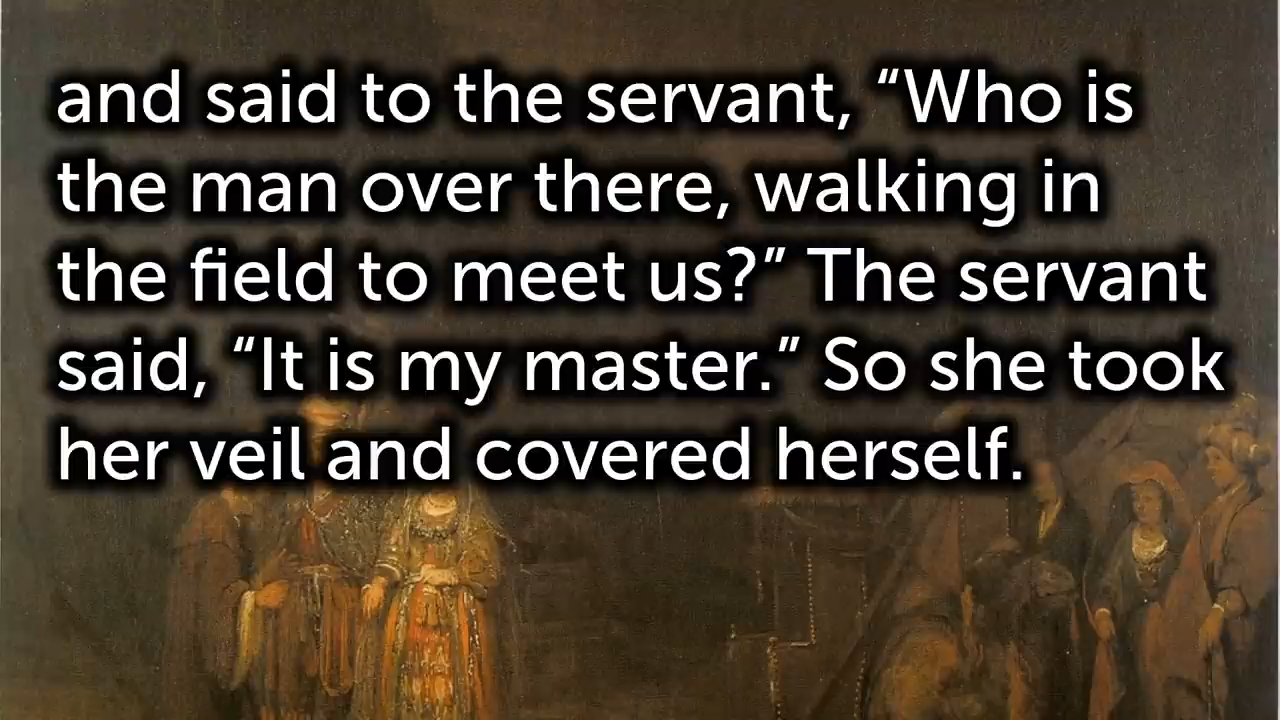 and said to the servant, “Who is
the man over there, walking in
the field to meet us?” The servant
said, “It is my master.” So she took
her veil and covered herself.